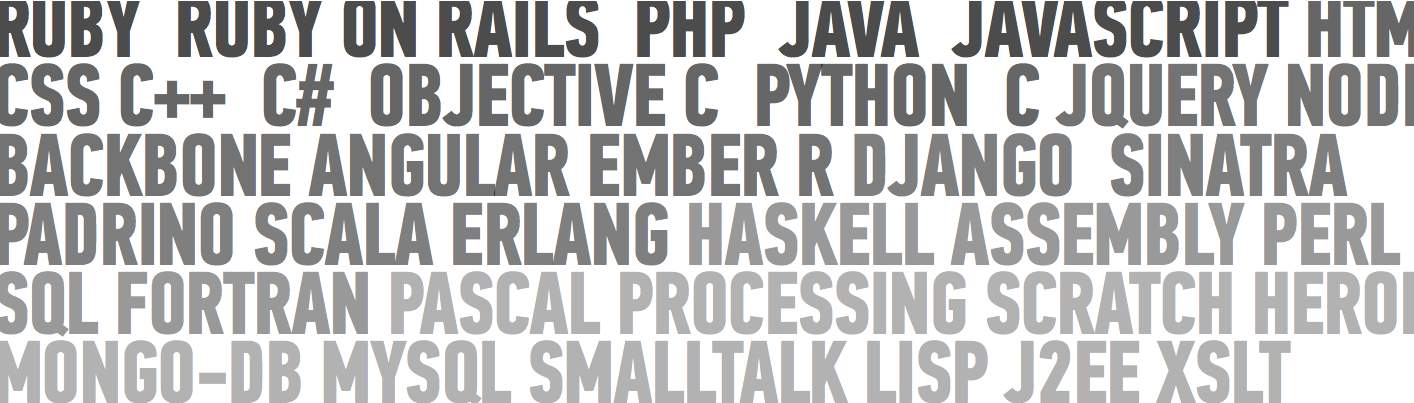 RUBY RUBY ON RAILS PHP JAVA JAVASCRIPT HTM
CSS C++ C# OBJECTIVE C PYTHON C JQUERY NOD
BACKBONE ANGULAR EMBER R DJANGO SINATRA
PADRINO SCALA ERLANG HASKELL ASSEMBLY PERL
SQL FORTRAN PASCAL PROCESSING SCRATCH HERO
MONGO-DB MYSQL SMALLTALK LISP J2EE XSLT